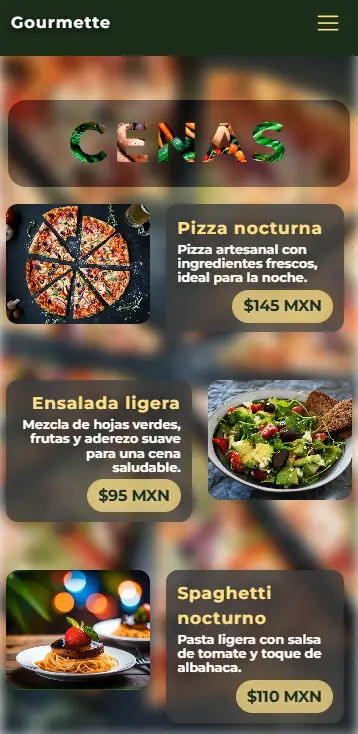 Gourmette
CENAS
Pizza nocturna
Pizza artesanal con
ingredientes frescos,
ideal para la noche.
$145 MXN
Ensalada ligera
Mezcla de hojas verdes,
frutas y aderezo suave
para una cena
saludable.
$95 MXN
Spaghetti
nocturno
Pasta ligera con salsa
de tomate y toque de
albahaca.
$110 MXN